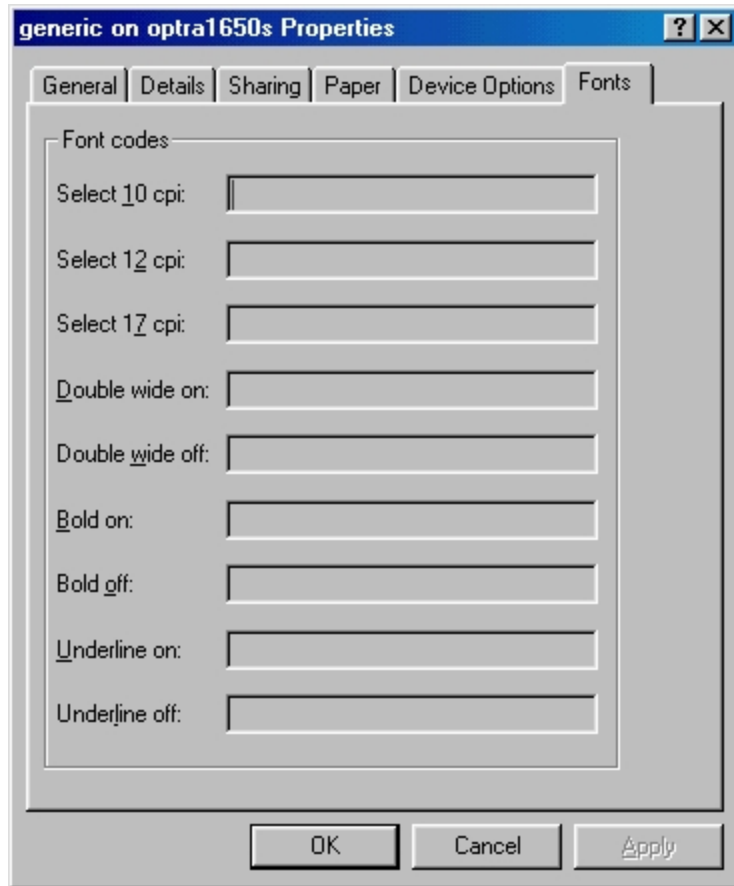 generic on optra1650s Properties
General Details Sharing Paper Device Options Fonts
Font codes
Select 10 cpi:
Select 12 cpi:
Select 17 cpi:
Double wide on:
Double wide off:
Bold on:
Bold off:
Underline on:
Underline off:
OK Cancel Apply